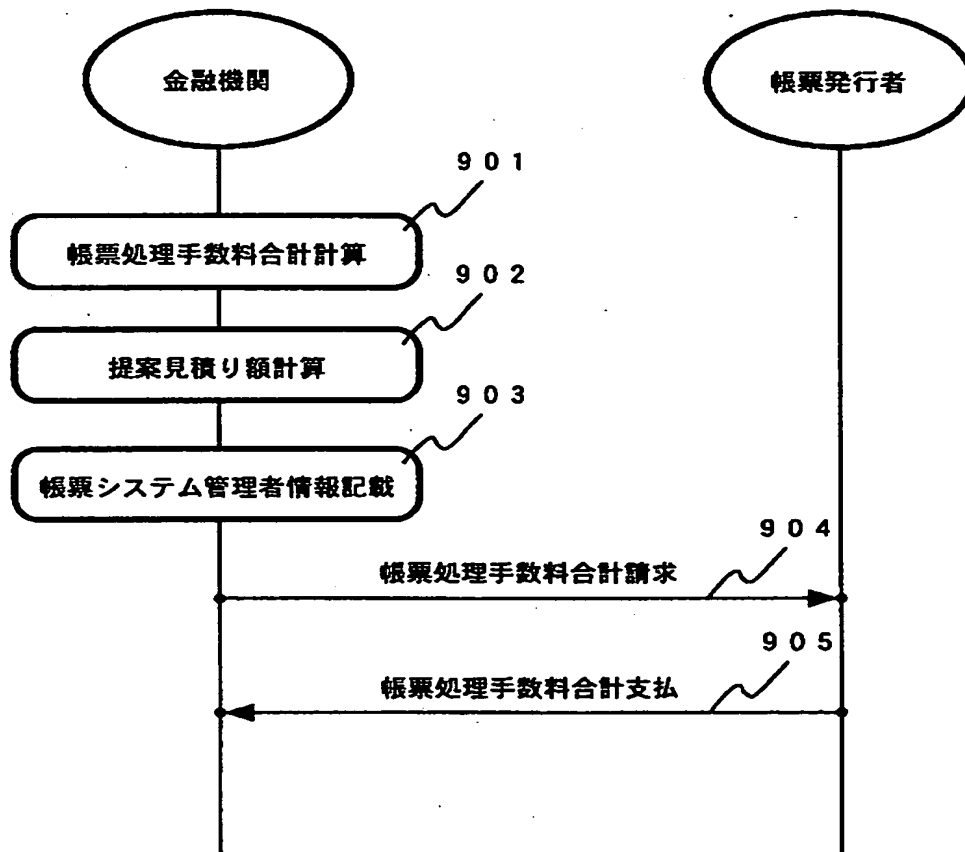 金融機関
帳票発行者
901
帳票処理手数料合計計算
902
提案見積り額計算
903
帳票システム管理者情報記載
904
帳票処理手数料合計請求
905
帳票処理手数料合計支払